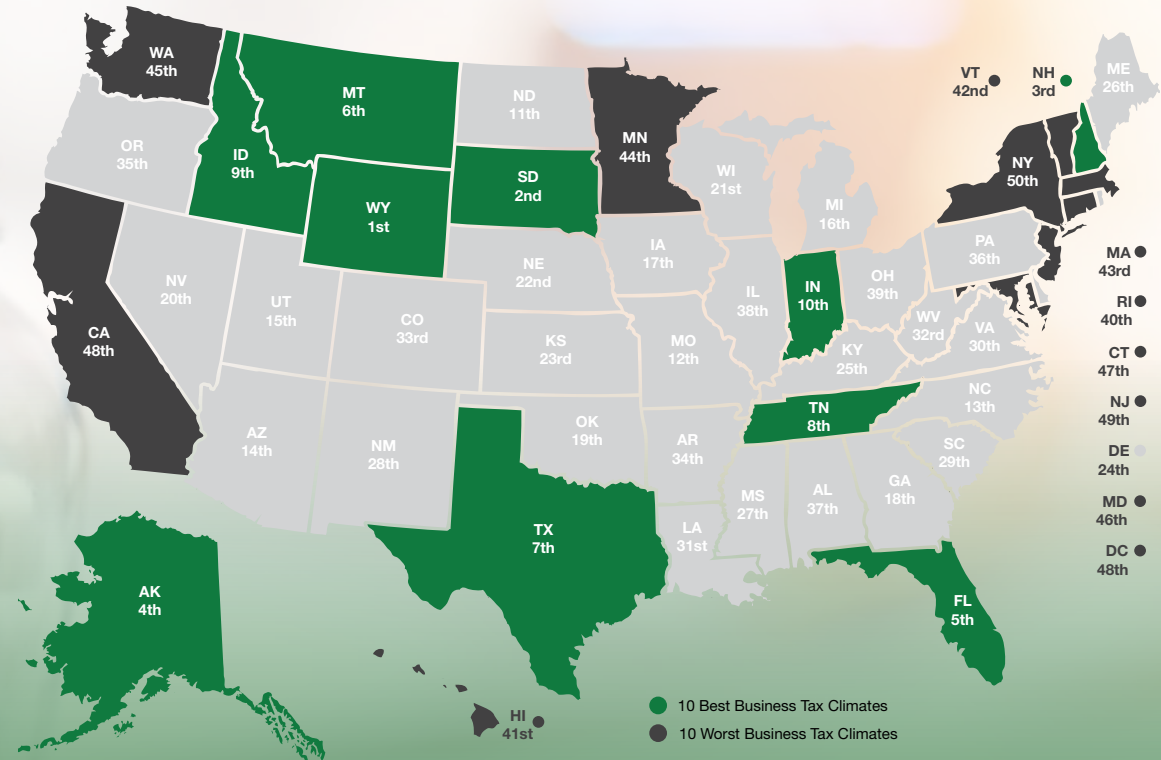 WA
45th
MT
6th
ND
11th
MN
44th
VT
42nd
NH
3rd
ME
26th
OR
35th
ID
9th
SD
2nd
WI
21st
NY
50th
WY
1st
MI
16th
NV
20th
UT
15th
NE
22nd
IA
17th
PA
36th
CA
48th
CO
33rd
KS
23rd
IL
38th
IN
10th
OH
39th
WV
32rd
VA
30th
MO
12th
KY
25th
AZ
14th
NM
28th
OK
19th
AR
34th
TN
8th
NC
13th
SC
29th
TX
7th
LA
31st
MS
27th
AL
37th
GA
18th
FL
5th
MA
43rd
RI
40th
CT
47th
NJ
49th
DE
24th
MD
46th
DC
48th
AK
4th
HI
41st
10 Best Business Tax Climates
10 Worst Business Tax Climates